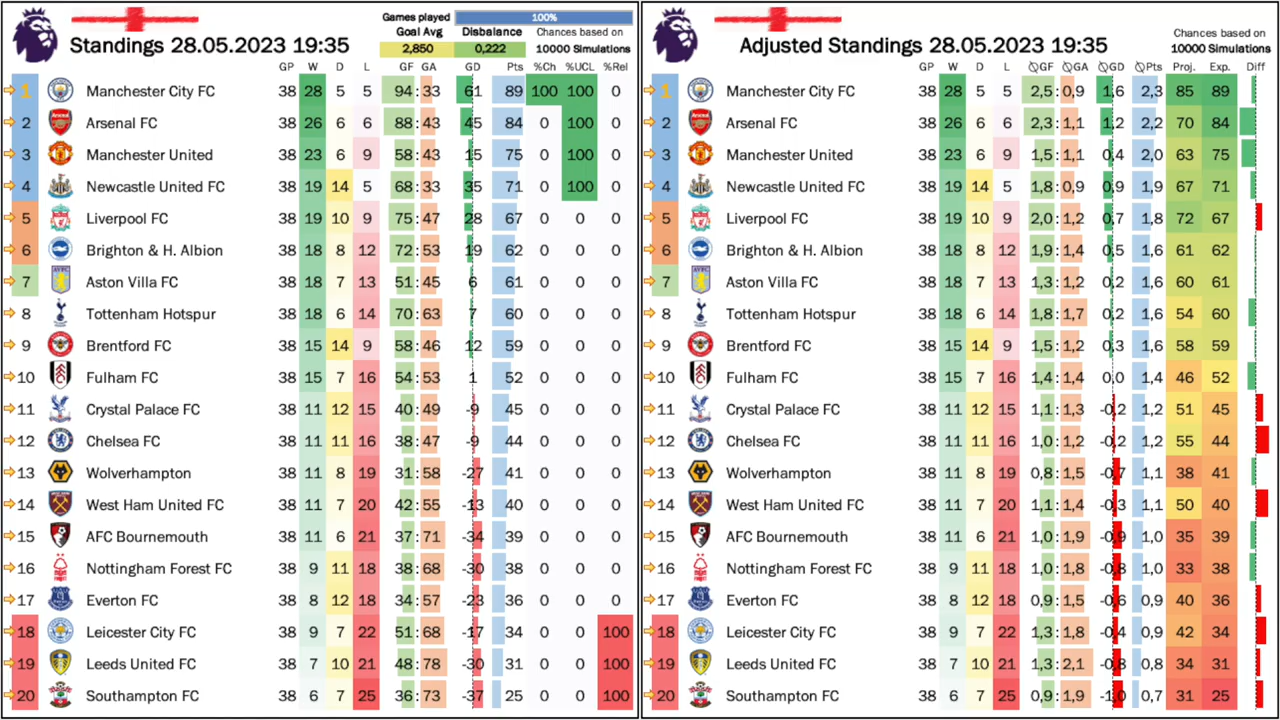 Games played 100%
Goal Avg Disbalance Chances based on
Standings 28.05.2023 19:35 2,850 0,222 10000 Simulations
GP W D L GF GA GD Pts %Ch %UCL %Rel
1 Manchester City FC 38 28 5 5 94:33 61 89 100 100 0
2 Arsenal FC 38 26 6 6 88:43 45 84 0 100 0
3 Manchester United 38 23 6 9 58:43 15 75 0 100 0
4 Newcastle United FC 38 19 14 5 68:33 35 71 0 100 0
5 Liverpool FC 38 19 10 9 75:47 28 67 0 0 0
6 Brighton & H. Albion 38 18 8 12 72:53 19 62 0 0 0
7 Aston Villa FC 38 18 7 13 51:45 6 61 0 0 0
8 Tottenham Hotspur 38 18 6 14 70:63 7 60 0 0 0
9 Brentford FC 38 15 14 9 58:46 12 59 0 0 0
10 Fulham FC 38 15 7 16 54:53 1 52 0 0 0
11 Crystal Palace FC 38 11 12 15 40:49 -9 45 0 0 0
12 Chelsea FC 38 11 11 16 38:47 -9 44 0 0 0
13 Wolverhampton 38 11 8 19 31:58 -27 41 0 0 0
14 West Ham United FC 38 11 7 20 42:55 -13 40 0 0 0
15 AFC Bournemouth 38 11 6 21 37:71 -34 39 0 0 0
16 Nottingham Forest FC 38 9 11 18 38:68 -30 38 0 0 0
17 Everton FC 38 8 12 18 34:57 -23 36 0 0 0
18 Leicester City FC 38 9 7 22 51:68 -17 34 0 0 100
19 Leeds United FC 38 7 10 21 48:78 -30 31 0 0 100
20 Southampton FC 38 6 7 25 36:73 -37 25 0 0 100
Chances based on
Adjusted Standings 28.05.2023 19:35 10000 Simulations
GP W D L ∅GF ∅GA ∅GD ∅Pts Proj. Exp. Diff
1 Manchester City FC 38 28 5 5 2,5:0,9 1,6 2,3 85 89
2 Arsenal FC 38 26 6 6 2,3:1,1 1,2 2,2 70 84
3 Manchester United 38 23 6 9 1,5:1,1 0,4 2,0 63 75
4 Newcastle United FC 38 19 14 5 1,8:0,9 0,9 1,9 67 71
5 Liverpool FC 38 19 10 9 2,0:1,2 0,7 1,8 72 67
6 Brighton & H. Albion 38 18 8 12 1,9:1,4 0,5 1,6 61 62
7 Aston Villa FC 38 18 7 13 1,3:1,2 0,2 1,6 60 61
8 Tottenham Hotspur 38 18 6 14 1,8:1,7 0,2 1,6 54 60
9 Brentford FC 38 15 14 9 1,5:1,2 0,3 1,6 58 59
10 Fulham FC 38 15 7 16 1,4:1,4 0,0 1,4 46 52
11 Crystal Palace FC 38 11 12 15 1,1:1,3 -0,2 1,2 51 45
12 Chelsea FC 38 11 11 16 1,0:1,2 -0,2 1,2 55 44
13 Wolverhampton 38 11 8 19 0,8:1,5 -0,7 1,1 38 41
14 West Ham United FC 38 11 7 20 1,1:1,4 -0,3 1,1 50 40
15 AFC Bournemouth 38 11 6 21 1,0:1,9 -0,9 1,0 35 39
16 Nottingham Forest FC 38 9 11 18 1,0:1,8 -0,8 1,0 33 38
17 Everton FC 38 8 12 18 0,9:1,5 -0,6 0,9 40 36
18 Leicester City FC 38 9 7 22 1,3:1,8 -0,4 0,9 42 34
19 Leeds United FC 38 7 10 21 1,3:2,1 -0,8 0,8 34 31
20 Southampton FC 38 6 7 25 0,9:1,9 -1,0 0,7 31 25